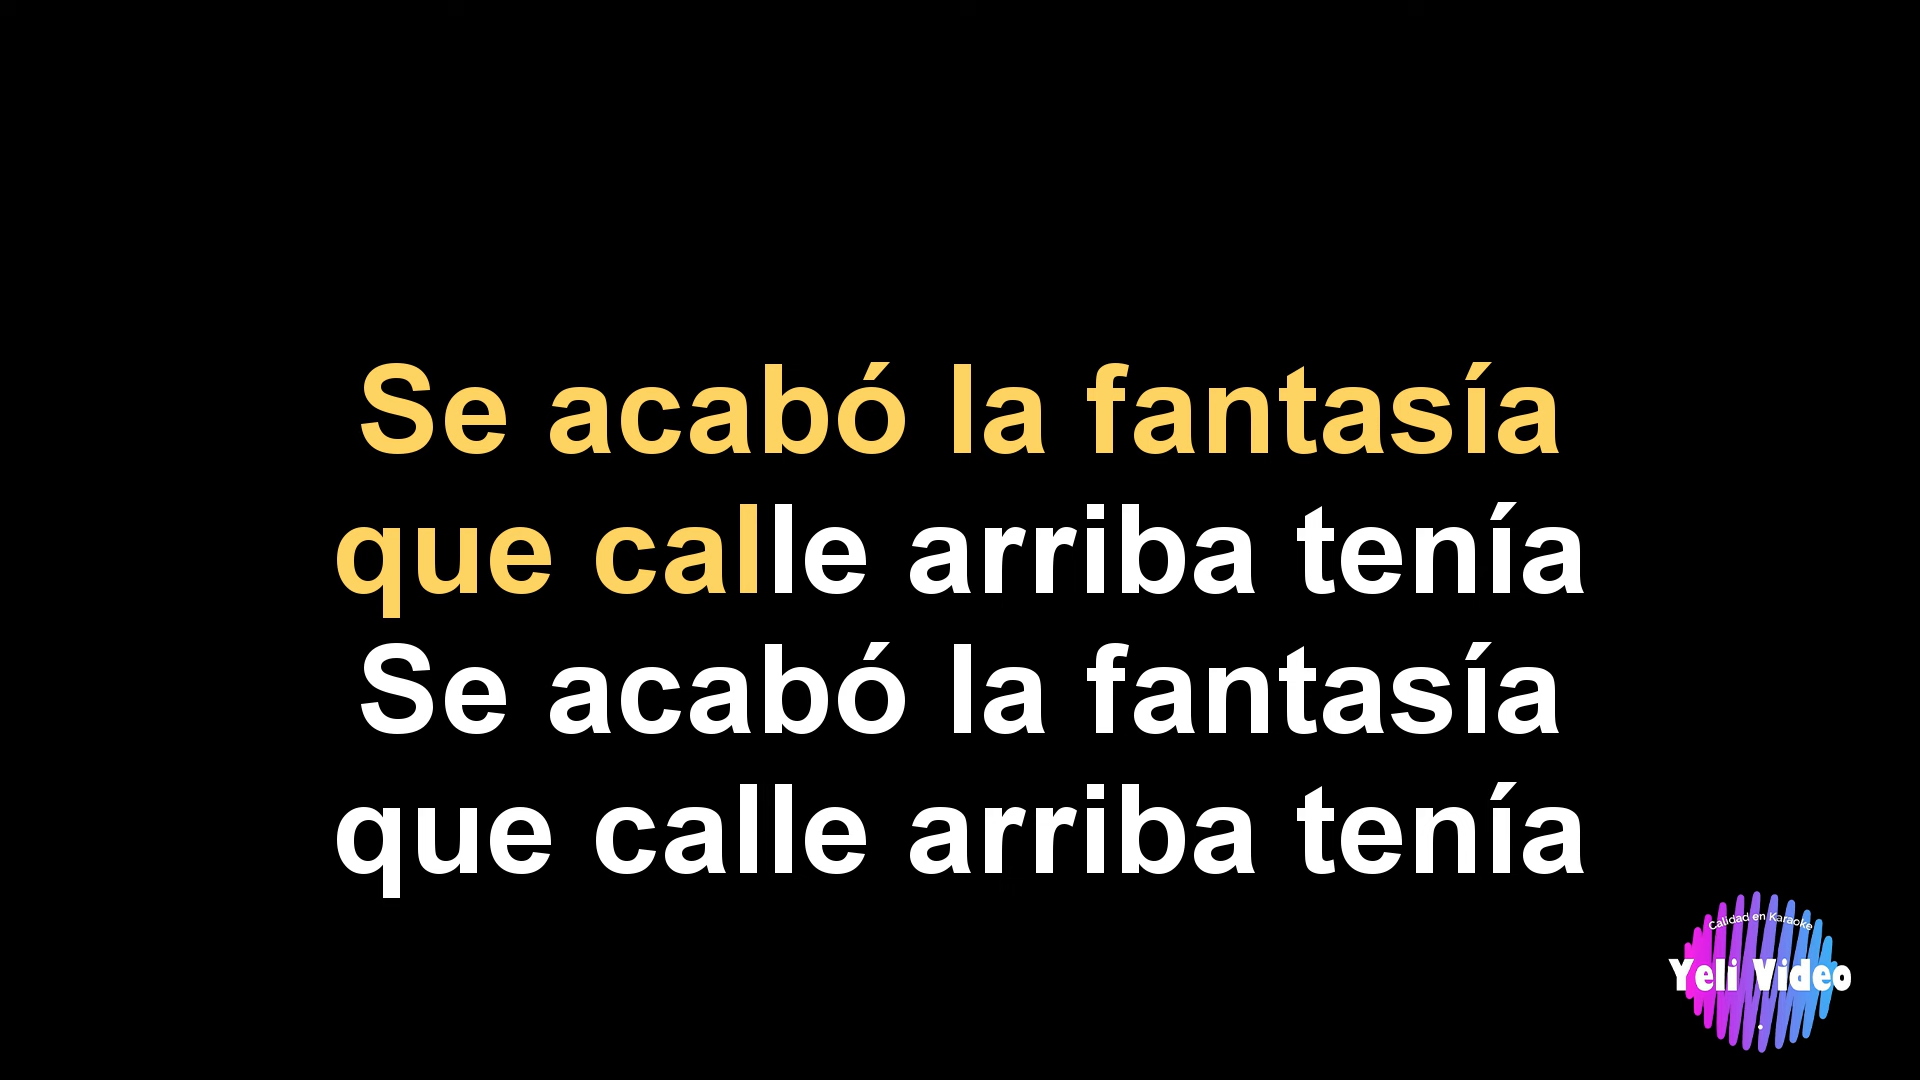 Se acabó la fantasía
que calle arriba tenía
Se acabó la fantasía
que calle arriba tenía
Calidad en Karaoke
Yeli Video